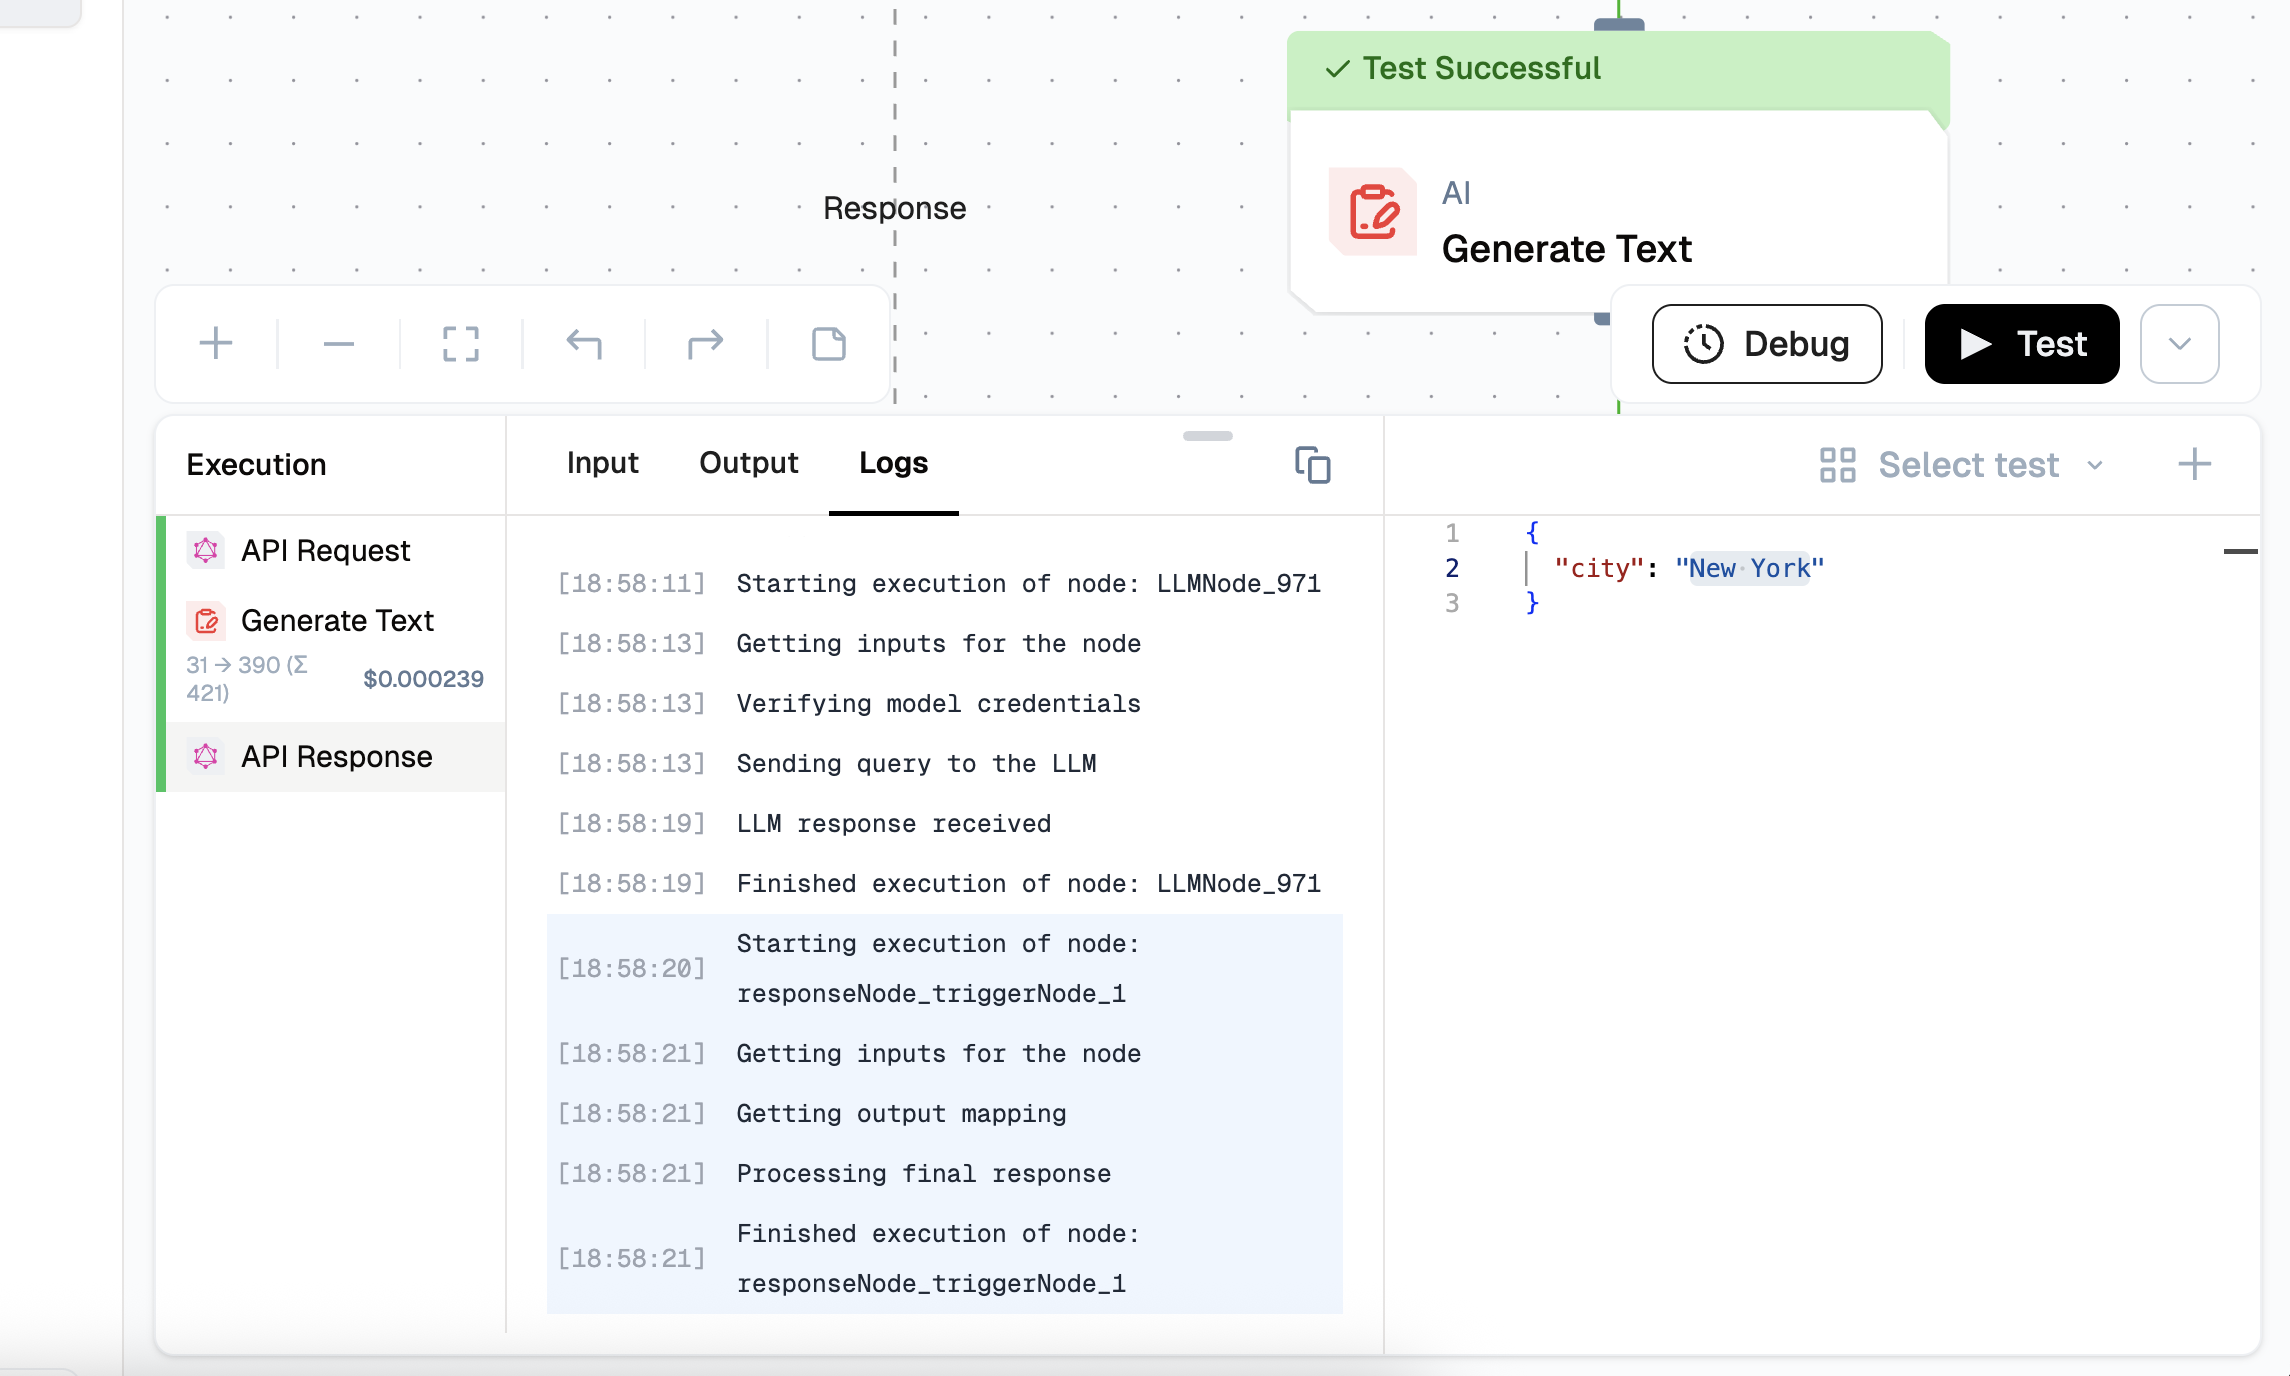 Test Successful
Response
AI
Generate Text
Debug
Test
Execution
Input
Output
Logs
Select test
API Request
Generate Text
31 → 390 (Σ
421)
$0.000239
API Response
[18:58:11] Starting execution of node: LLMNode_971
[18:58:13] Getting inputs for the node
[18:58:13] Verifying model credentials
[18:58:13] Sending query to the LLM
[18:58:19] LLM response received
[18:58:19] Finished execution of node: LLMNode_971
[18:58:20] Starting execution of node:
responseNode_triggerNode_1
[18:58:21] Getting inputs for the node
[18:58:21] Getting output mapping
[18:58:21] Processing final response
[18:58:21] Finished execution of node:
responseNode_triggerNode_1
1 {
2 "city": "New York"
3 }